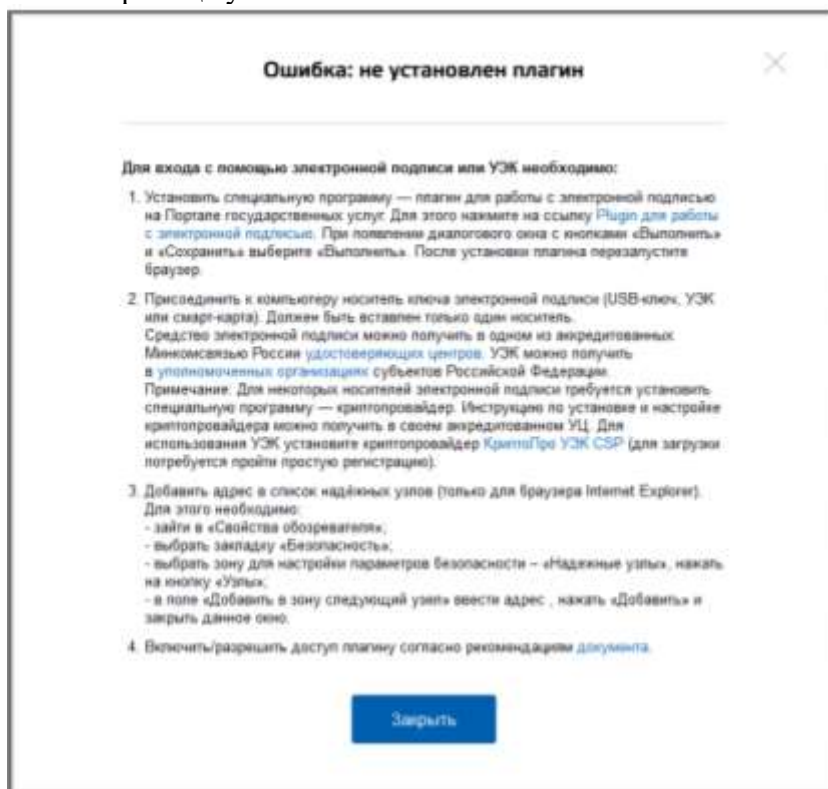 Ошибка: не установлен плагин
Для входа с помощью электронной подписи или УЭК необходимо:
1. Установить специальную программу — плагин для работы с электронной подписью
на Портале государственных услуг. Для этого нажмите на ссылку Plugin для работы
с электронной подписью. При появлении диалогового окна с кнопками «Выполнить»
и «Сохранить» выберите «Выполнить». После установки плагина перезапустите
браузер.
2. Присоединить к компьютеру носитель ключа электронной подписи (USB-ключ, УЭК
или смарт-карта). Должен быть вставлен только один носитель.
Средство электронной подписи можно получить в одном из аккредитованных
Минкомсвязью России удостоверяющих центров. УЭК можно получить
в уполномоченных организациях субъектов Российской Федерации.
Примечание: Для некоторых носителей электронной подписи требуется установить
специальную программу — криптопровайдер. Инструкцию по установке и настройке
криптопровайдера можно получить в своем аккредитованном УЦ. Для
использования УЭК установите криптопровайдер КриптоПро УЭК CSP (для загрузки
потребуется пройти простую регистрацию).
3. Добавить адрес в список надёжных узлов (только для браузера Internet Explorer).
Для этого необходимо:
- зайти в «Свойства обозревателя»;
- выбрать закладку «Безопасность»;
- выбрать зону для настройки параметров безопасности – «Надежные узлы», нажать
на кнопку «Узлы»;
- в поле «Добавить в зону следующий узел» ввести адрес , нажать «Добавить» и
закрыть данное окно.
4. Включить/разрешить доступ плагину согласно рекомендациям документа.
Закрыть